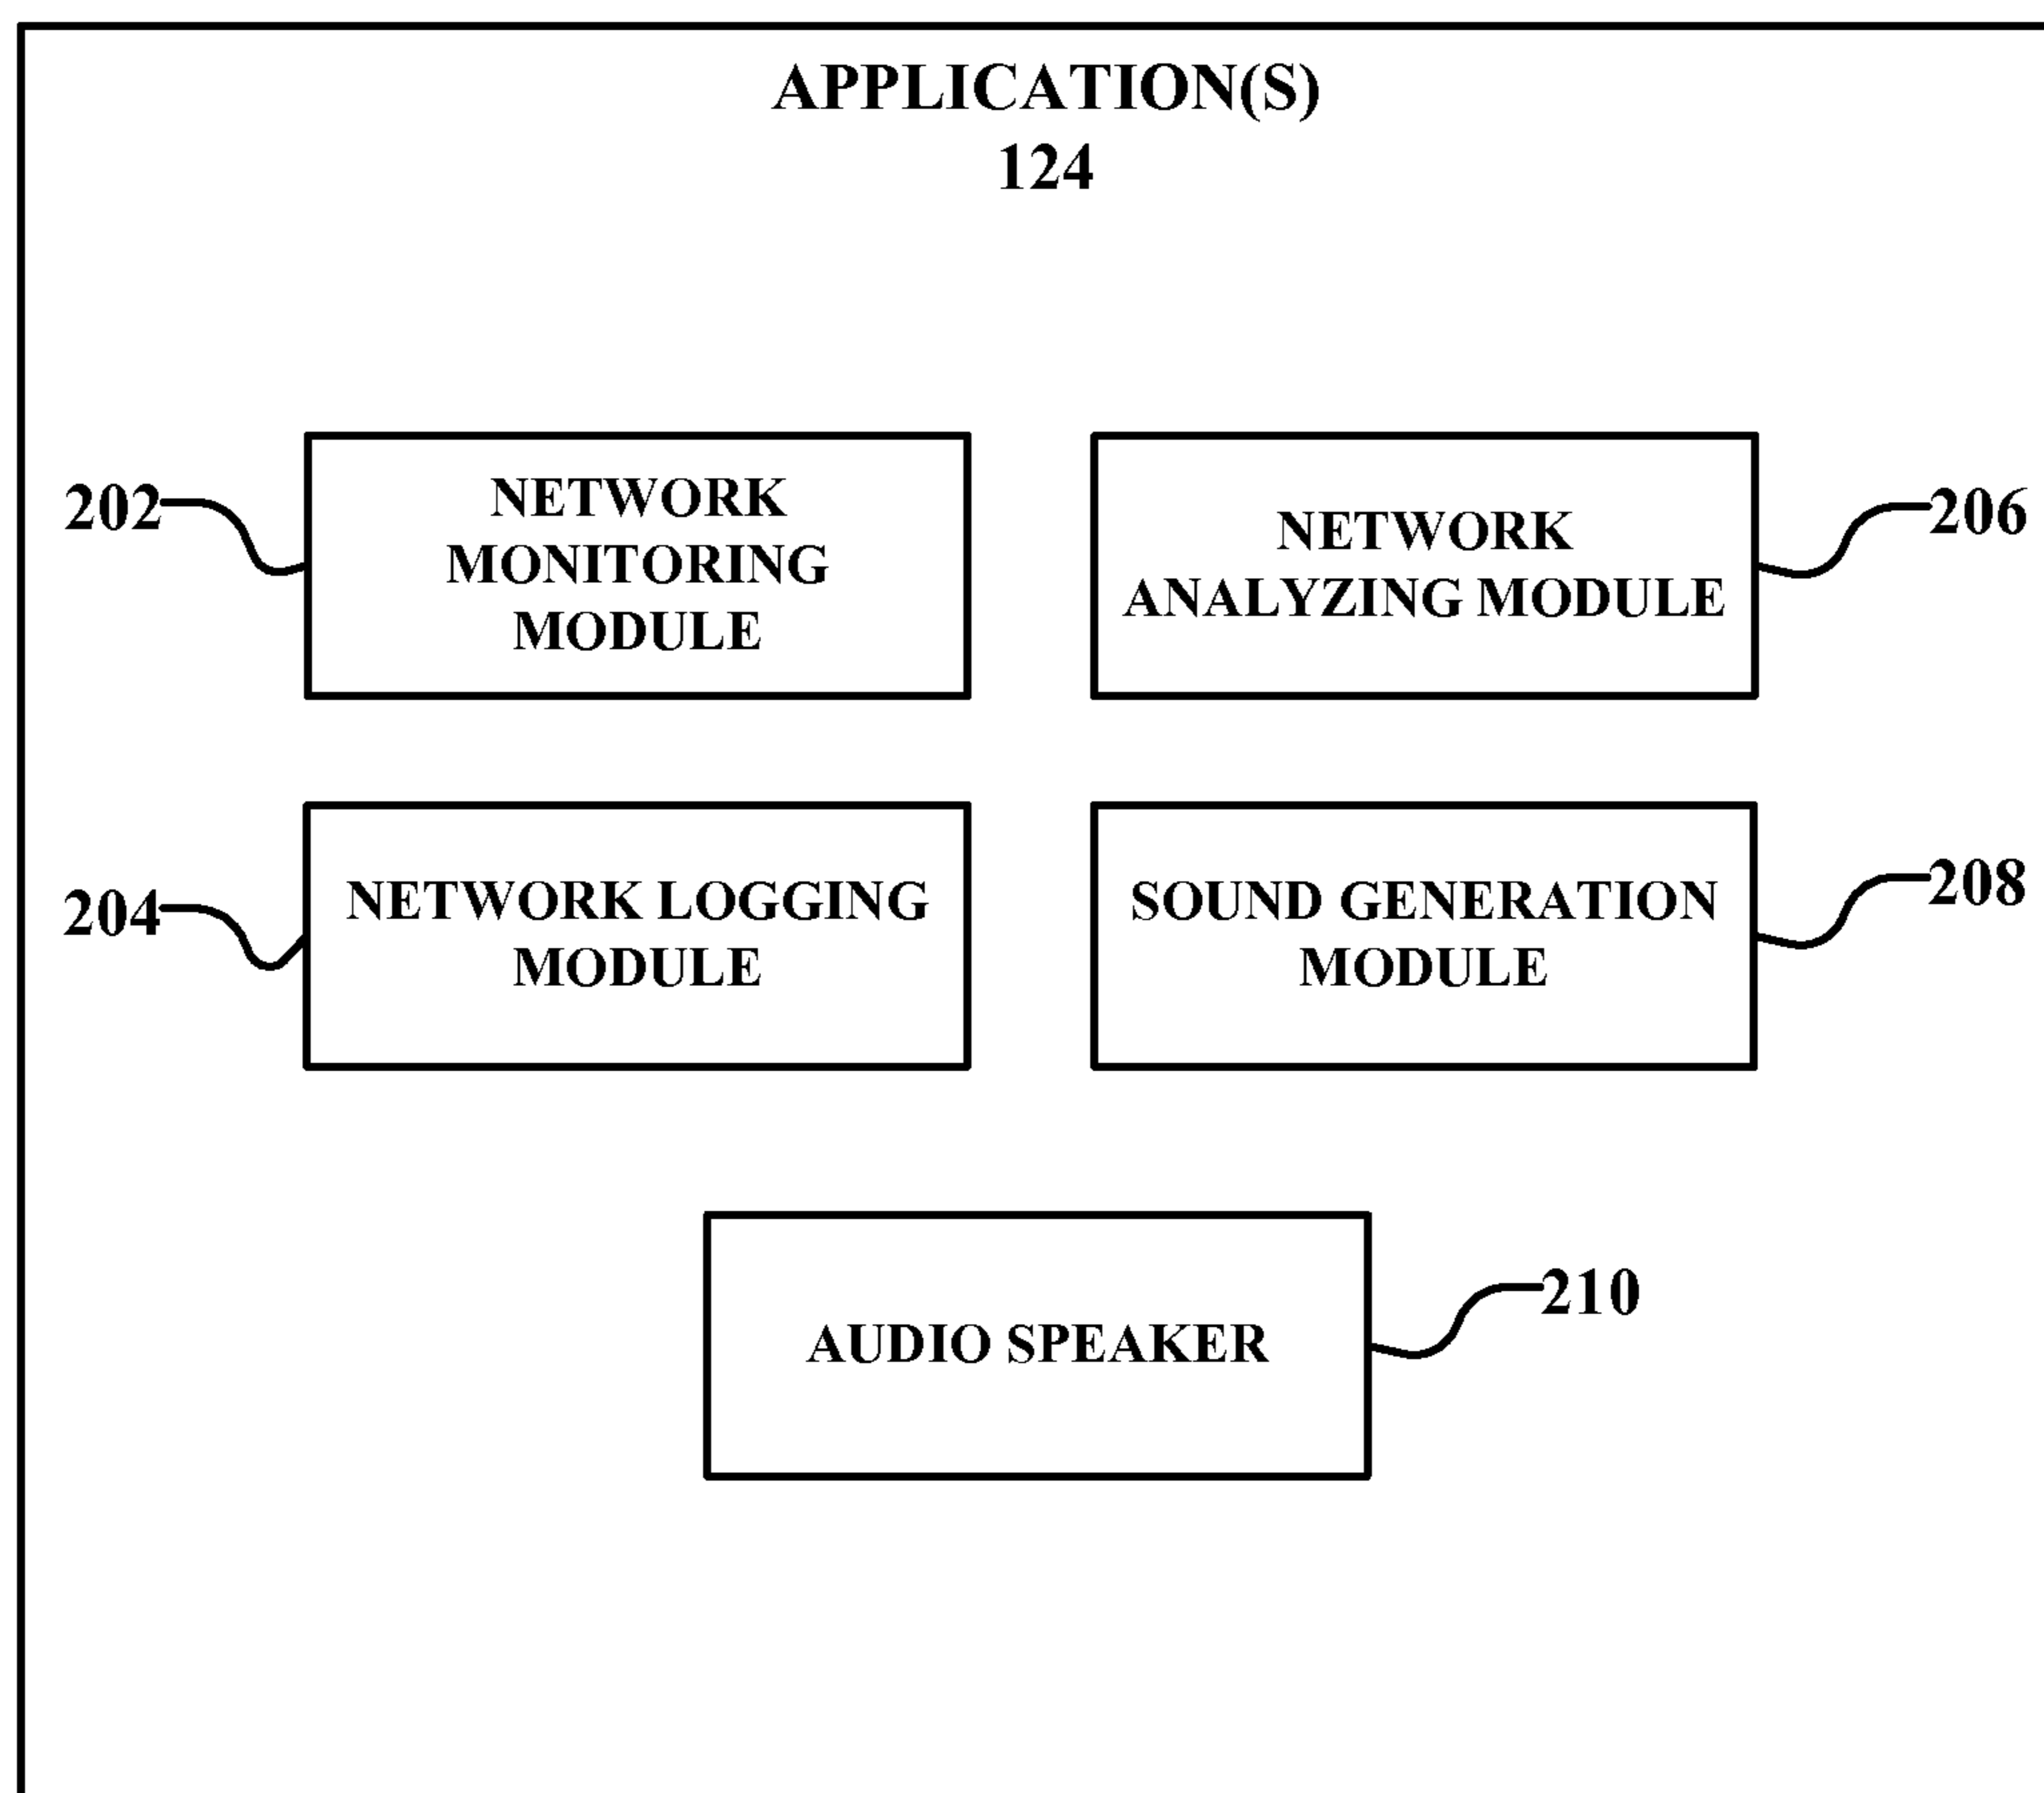 APPLICATION(S)
124
202
NETWORK
MONITORING
MODULE
NETWORK
ANALYZING MODULE
206
204
NETWORK LOGGING
MODULE
SOUND GENERATION
MODULE
208
AUDIO SPEAKER
210